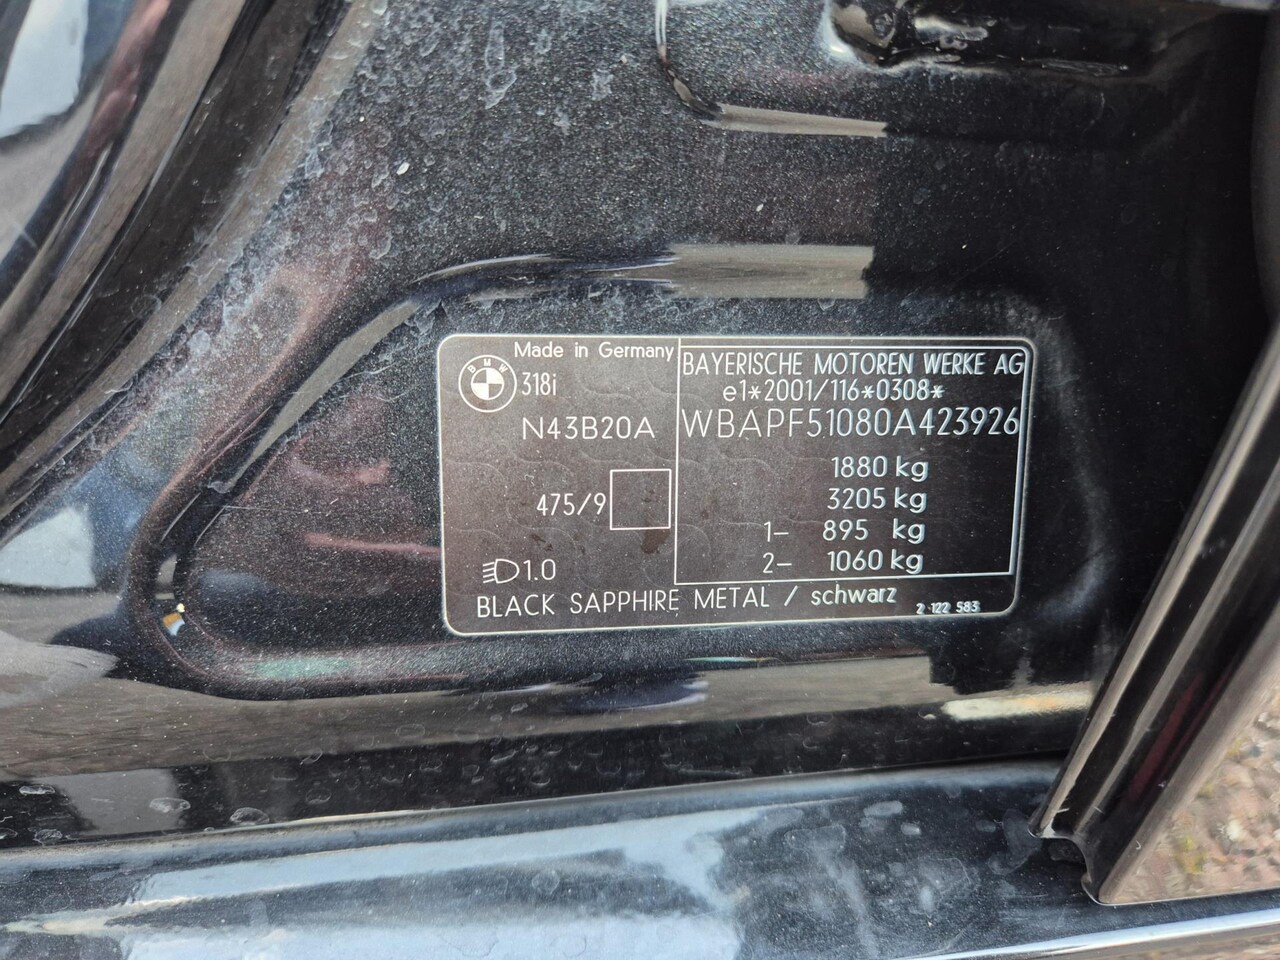 Made in Germany
BMW
318i
N43B20A
475/9
1.0
BAYERISCHE MOTOREN WERKE AG
e1*2001/116*0308*
WBAPF51080A423926
1880 kg
3205 kg
1- 895 kg
2- 1060 kg
BLACK SAPPHIRE METAL / schwarz
2 122 583